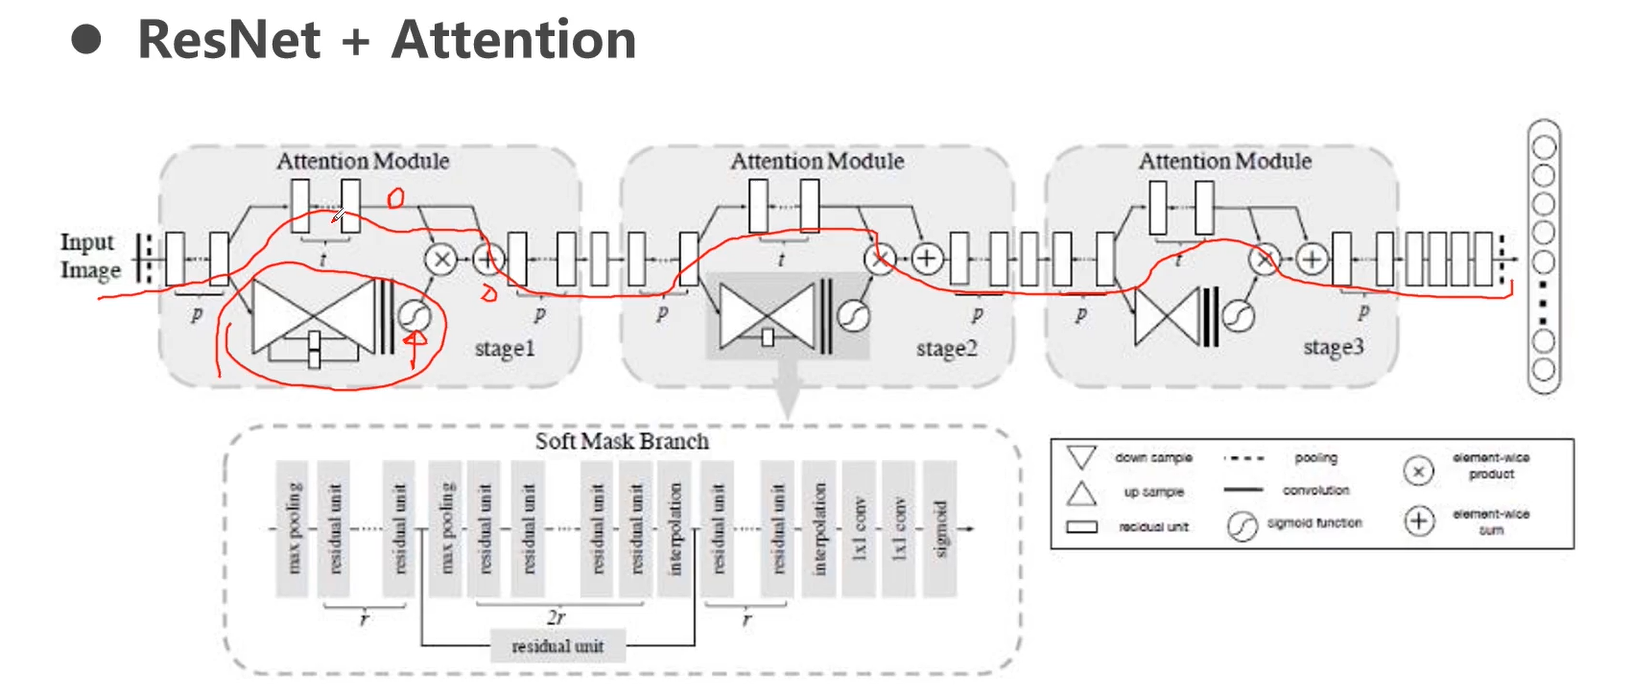 ● ResNet + Attention
Attention Module
Attention Module
Attention Module
Input
Image
t
t
t
p
p
p
p
p
p
stage1
stage2
stage3
Soft Mask Branch
max pooling
residual unit
residual unit
max pooling
residual unit
residual unit
residual unit
residual unit
interpolation
residual unit
residual unit
interpolation
1x1 conv
1x1 conv
sigmoid
r
2r
r
residual unit
down sample
up sample
residual unit
pooling
convolution
sigmoid function
element-wise
product
element-wise
sum